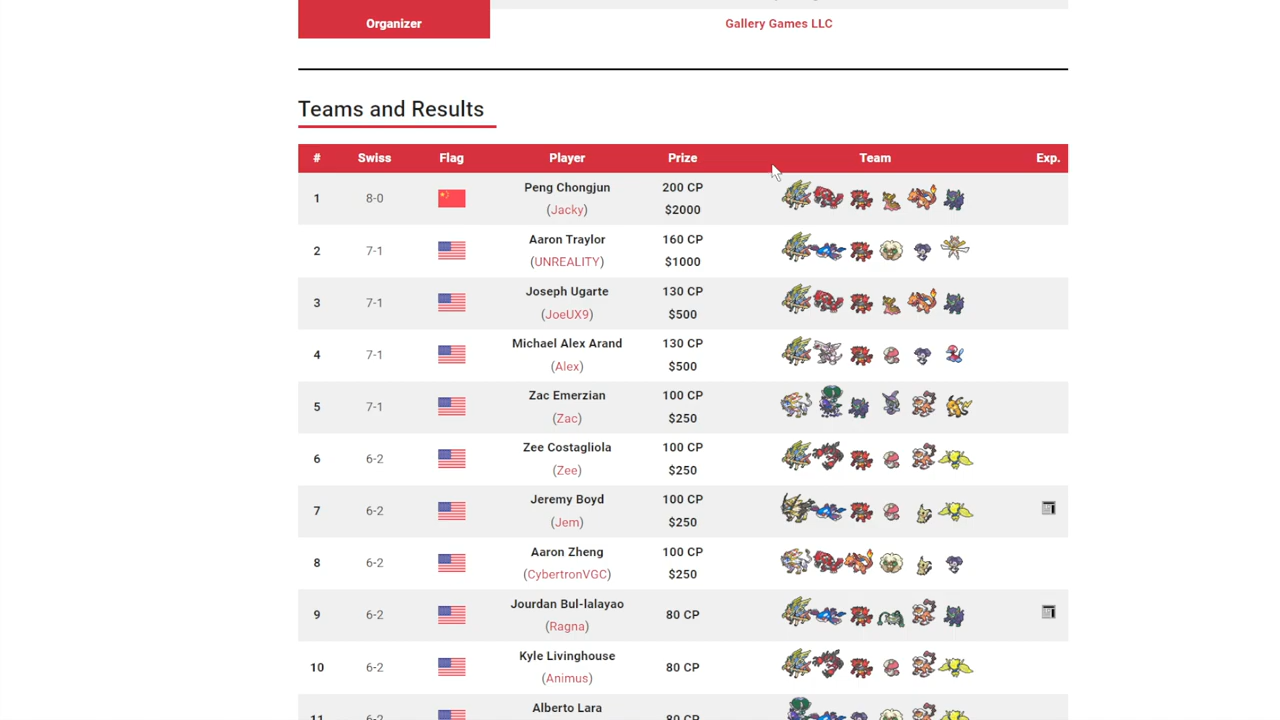 Organizer Gallery Games LLC
Teams and Results
# Swiss Flag Player Prize Team Exp.
1 8-0 Peng Chongjun 200 CP
(Jacky) $2000
2 7-1 Aaron Traylor 160 CP
(UNREALITY) $1000
3 7-1 Joseph Ugarte 130 CP
(JoeUX9) $500
4 7-1 Michael Alex Arand 130 CP
(Alex) $500
5 7-1 Zac Emerzian 100 CP
(Zac) $250
6 6-2 Zee Costagliola 100 CP
(Zee) $250
7 6-2 Jeremy Boyd 100 CP
(Jem) $250
8 6-2 Aaron Zheng 100 CP
(CybertronVGC) $250
9 6-2 Jourdan Bul-lalayao 80 CP
(Ragna)
10 6-2 Kyle Livinghouse 80 CP
(Animus)
11 6-2 Alberto Lara 80 CP